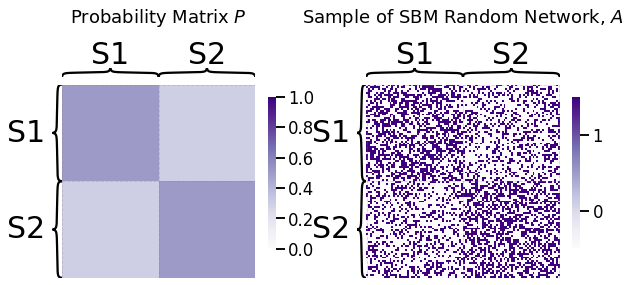 Probability Matrix P
S1 S2
S1
S2
1.0
0.8
0.6
0.4
0.2
0.0
Sample of SBM Random Network, A
S1 S2
S1
S2
1
0